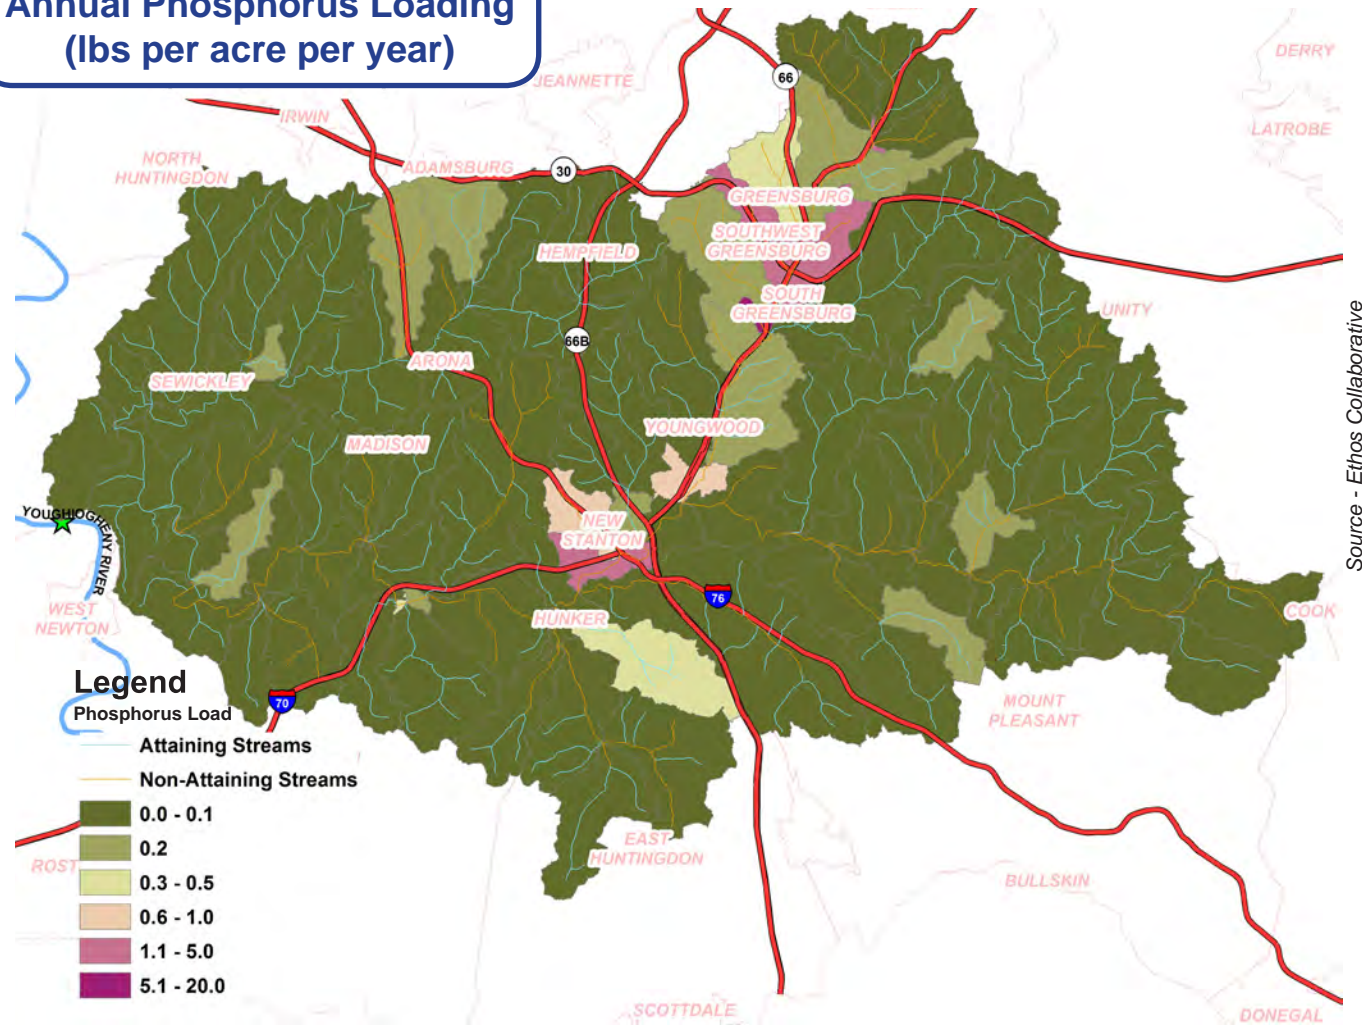 Annual Phosphorus Loading
(lbs per acre per year)
DERRY
JEANNETTE
66
IRWIN
LATROBE
NORTH
HUNTINGDON
ADAMSBURG
30
GREENSBURG
SOUTHWEST
GREENSBURG
HEMPFIELD
SOUTH
GREENSBURG
UNITY
66B
ARONA
SEWICKLEY
YOUNGWOOD
MADISON
Source - Ethos Collaborative
YOUGHIOGHENY RIVER
NEW
STANTON
76
WEST
NEWTON
HUNKER
COOK
70
MOUNT
PLEASANT
Legend
Phosphorus Load
Attaining Streams
Non-Attaining Streams
0.0 - 0.1
0.2
0.3 - 0.5
0.6 - 1.0
1.1 - 5.0
5.1 - 20.0
ROST
EAST
HUNTINGDON
BULLSKIN
SCOTTDALE
DONEGAL